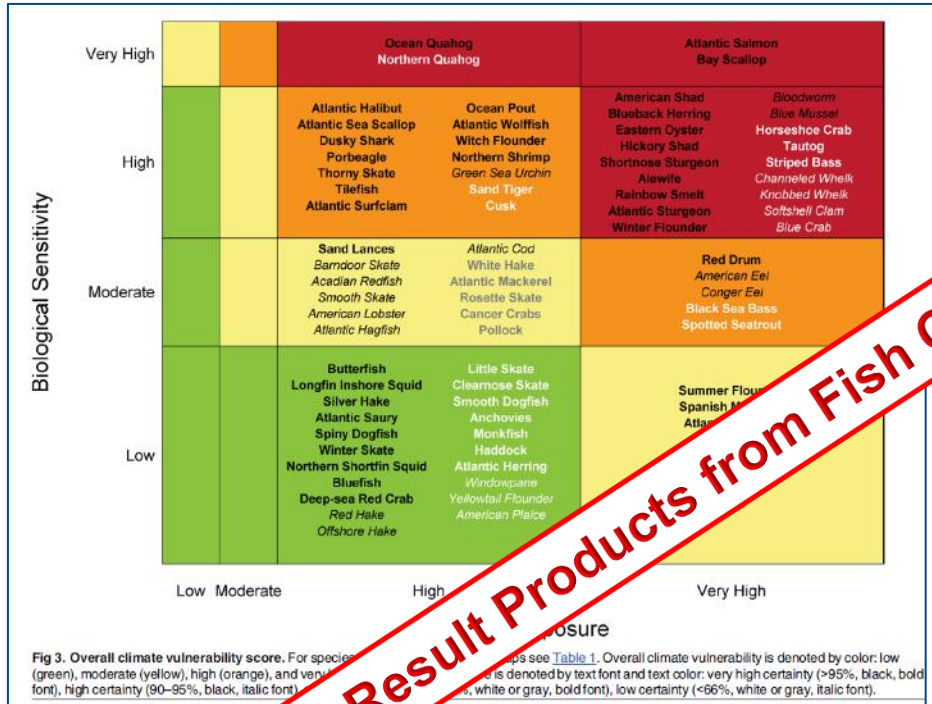 Very High
Ocean Quahog
Northern Quahog
Atlantic Salmon
Bay Scallop
High
Atlantic Halibut
Atlantic Sea Scallop
Dusky Shark
Porbeagle
Thorny Skate
Tilefish
Atlantic Surfclam
Ocean Pout
Atlantic Wolffish
Witch Flounder
Northern Shrimp
Green Sea Urchin
Sand Tiger
Cusk
American Shad
Blueback Herring
Eastern Oyster
Hickory Shad
Shortnose Sturgeon
Alewife
Rainbow Smelt
Atlantic Sturgeon
Winter Flounder
Bloodworm
Blue Mussel
Horseshoe Crab
Tautog
Striped Bass
Channeled Whelk
Knobbed Whelk
Softshell Clam
Blue Crab
Biological Sensitivity
Moderate
Sand Lances
Barndoor Skate
Acadian Redfish
Smooth Skate
American Lobster
Atlantic Hagfish
Atlantic Cod
White Hake
Atlantic Mackerel
Rosette Skate
Cancer Crabs
Pollock
Red Drum
American Eel
Conger Eel
Black Sea Bass
Spotted Seatrout
Low
Butterfish
Longfin Inshore Squid
Silver Hake
Atlantic Saury
Spiny Dogfish
Winter Skate
Northern Shortfin Squid
Bluefish
Deep-sea Red Crab
Red Hake
Offshore Hake
Little Skate
Clearnose Skate
Smooth Dogfish
Anchovies
Monkfish
Haddock
Atlantic Herring
Windowpane
Yellowtail Flounder
American Plaice
Summer
Spanish
Result Products from Fish
Low Moderate High Very High
Fig 3. Overall climate vulnerability score. For species see Table 1. Overall climate vulnerability is denoted by color: low
(green), moderate (yellow), high (orange), and is denoted by text font and text color: very high certainty (>95%, black, bold
font), high certainty (90–95%, black, italic font) white or gray, bold font), low certainty (<66%, white or gray, italic font).